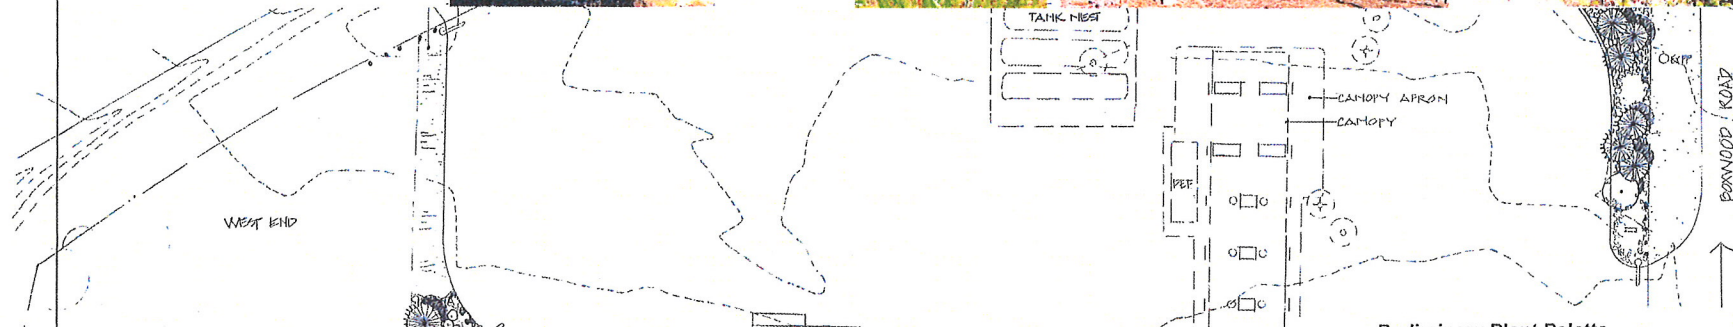 TANK NEST
CANOPY APRON
CANOPY
DEF
WEST END
BOXWOOD ROAD
Preliminary Plant Palette